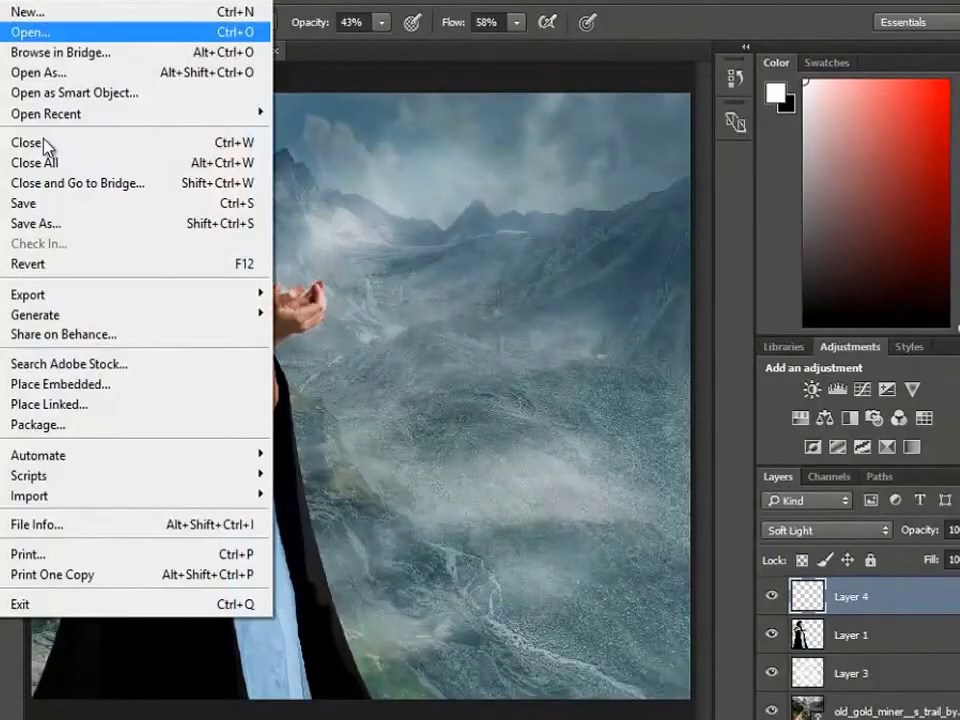 New... Ctrl+N
Opacity: 43% Flow: 58% Essentials
Open... Ctrl+O
Browse in Bridge... Alt+Ctrl+O
Open As... Alt+Shift+Ctrl+O
Open as Smart Object...
Open Recent
Close Ctrl+W
Close All Alt+Ctrl+W
Close and Go to Bridge... Shift+Ctrl+W
Save Ctrl+S
Save As... Shift+Ctrl+S
Check In...
Revert F12
Export
Generate
Share on Behance...
Search Adobe Stock...
Place Embedded...
Place Linked...
Package...
Automate
Scripts
Import
File Info... Alt+Shift+Ctrl+I
Print... Ctrl+P
Print One Copy Alt+Shift+Ctrl+P
Exit Ctrl+Q
Color Swatches
Libraries Adjustments Styles
Add an adjustment
Layers Channels Paths
Kind
Soft Light Opacity: 10
Lock: Fill: 10
Layer 4
Layer 1
Layer 3
old_gold_miner__s_trail_by